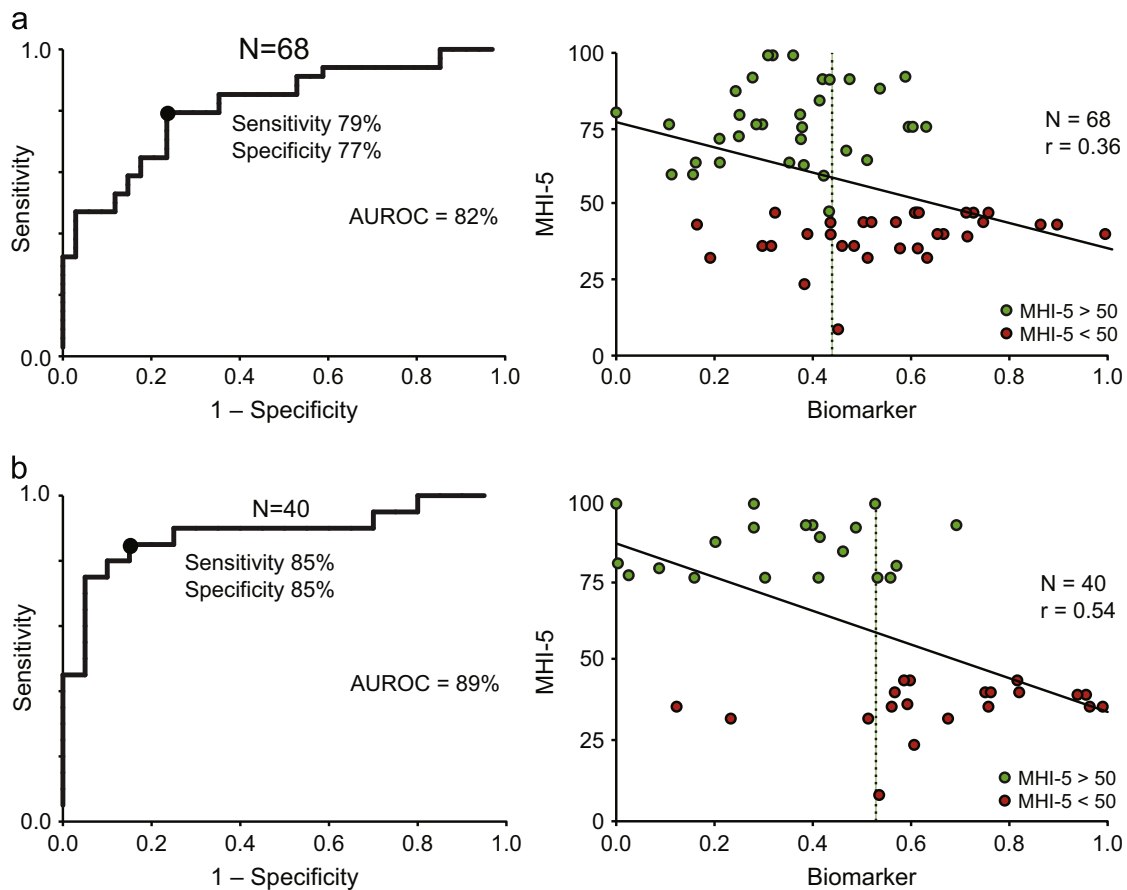 a
N=68
1.0
Sensitivity
0.0
Sensitivity 79%
Specificity 77%
AUROC = 82%
0.0 0.2 0.4 0.6 0.8 1.0
1 – Specificity
100
75
50
25
0
MHI-5
N = 68
r = 0.36
MHI-5 > 50
MHI-5 < 50
0.0 0.2 0.4 0.6 0.8 1.0
Biomarker
b
N=40
1.0
Sensitivity
0.0
Sensitivity 85%
Specificity 85%
AUROC = 89%
0.0 0.2 0.4 0.6 0.8 1.0
1 – Specificity
100
75
50
25
0
MHI-5
N = 40
r = 0.54
MHI-5 > 50
MHI-5 < 50
0.0 0.2 0.4 0.6 0.8 1.0
Biomarker